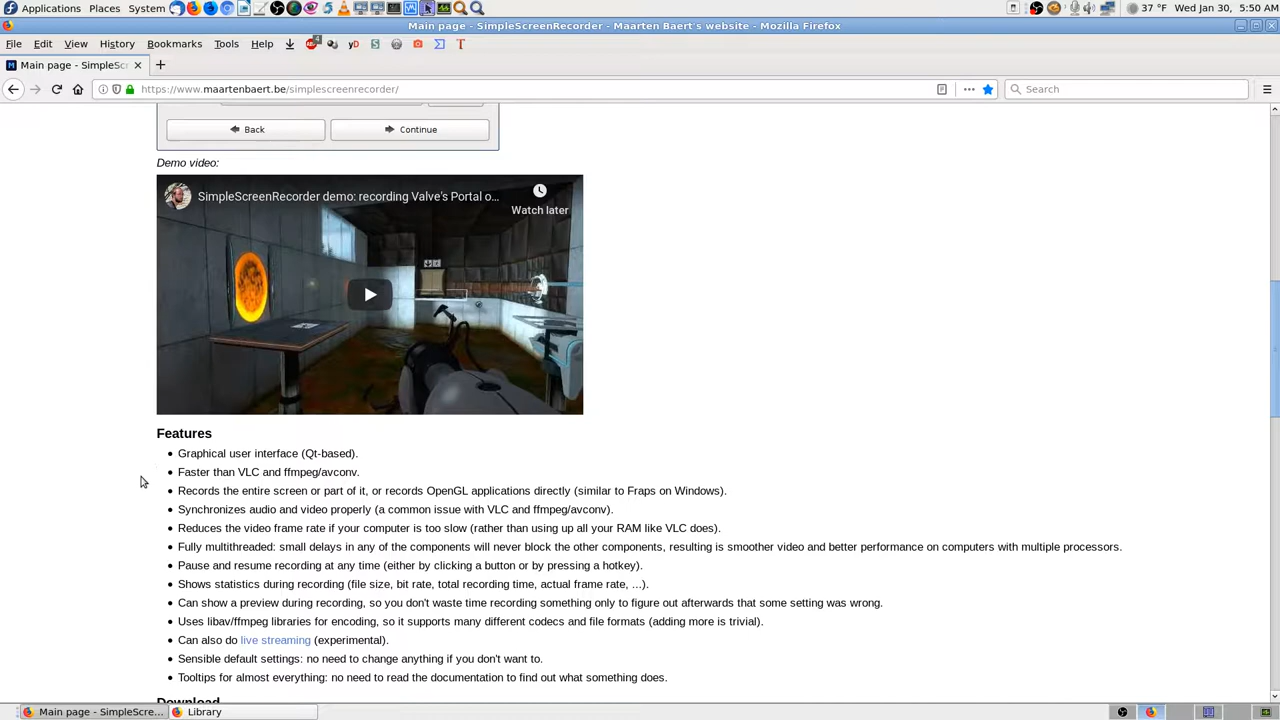 Applications Places System 37 °F Wed Jan 30, 5:50 AM
Main page - SimpleScreenRecorder - Maarten Baert's website - Mozilla Firefox
File Edit View History Bookmarks Tools Help 4 yD S Σ T
M Main page - SimpleScr
https://www.maartenbaert.be/simplescreenrecorder/ Search
Back Continue
Demo video:
SimpleScreenRecorder demo: recording Valve's Portal o...
Watch later
Features
Graphical user interface (Qt-based).
Faster than VLC and ffmpeg/avconv.
Records the entire screen or part of it, or records OpenGL applications directly (similar to Fraps on Windows).
Synchronizes audio and video properly (a common issue with VLC and ffmpeg/avconv).
Reduces the video frame rate if your computer is too slow (rather than using up all your RAM like VLC does).
Fully multithreaded: small delays in any of the components will never block the other components, resulting is smoother video and better performance on computers with multiple processors.
Pause and resume recording at any time (either by clicking a button or by pressing a hotkey).
Shows statistics during recording (file size, bit rate, total recording time, actual frame rate, ...).
Can show a preview during recording, so you don't waste time recording something only to figure out afterwards that some setting was wrong.
Uses libav/ffmpeg libraries for encoding, so it supports many different codecs and file formats (adding more is trivial).
Can also do live streaming (experimental).
Sensible default settings: no need to change anything if you don't want to.
Tooltips for almost everything: no need to read the documentation to find out what something does.
Download
Main page - SimpleScre... Library